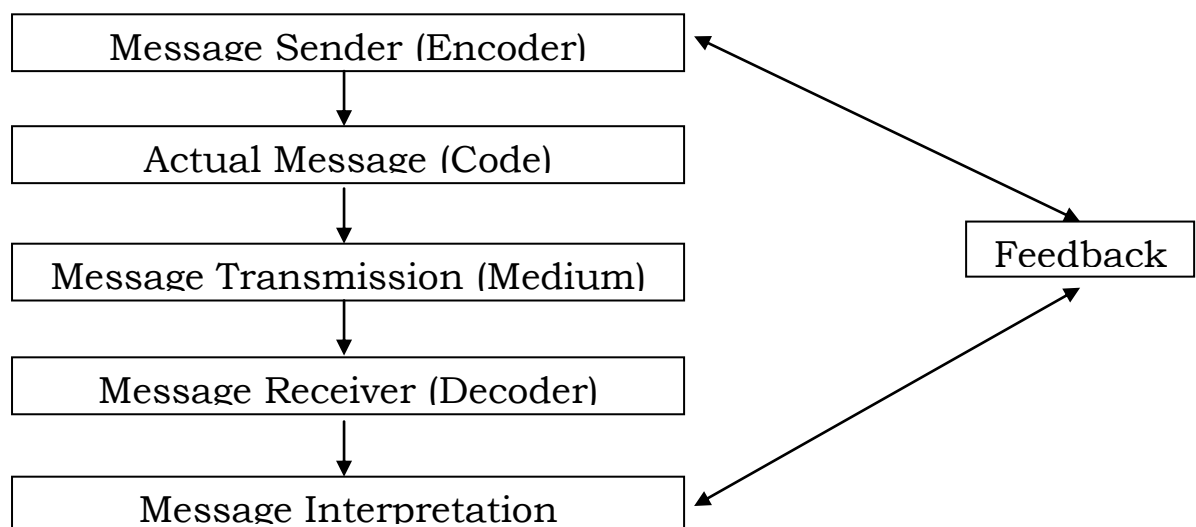 Message Sender (Encoder)
Actual Message (Code)
Message Transmission (Medium)
Feedback
Message Receiver (Decoder)
Message Interpretation